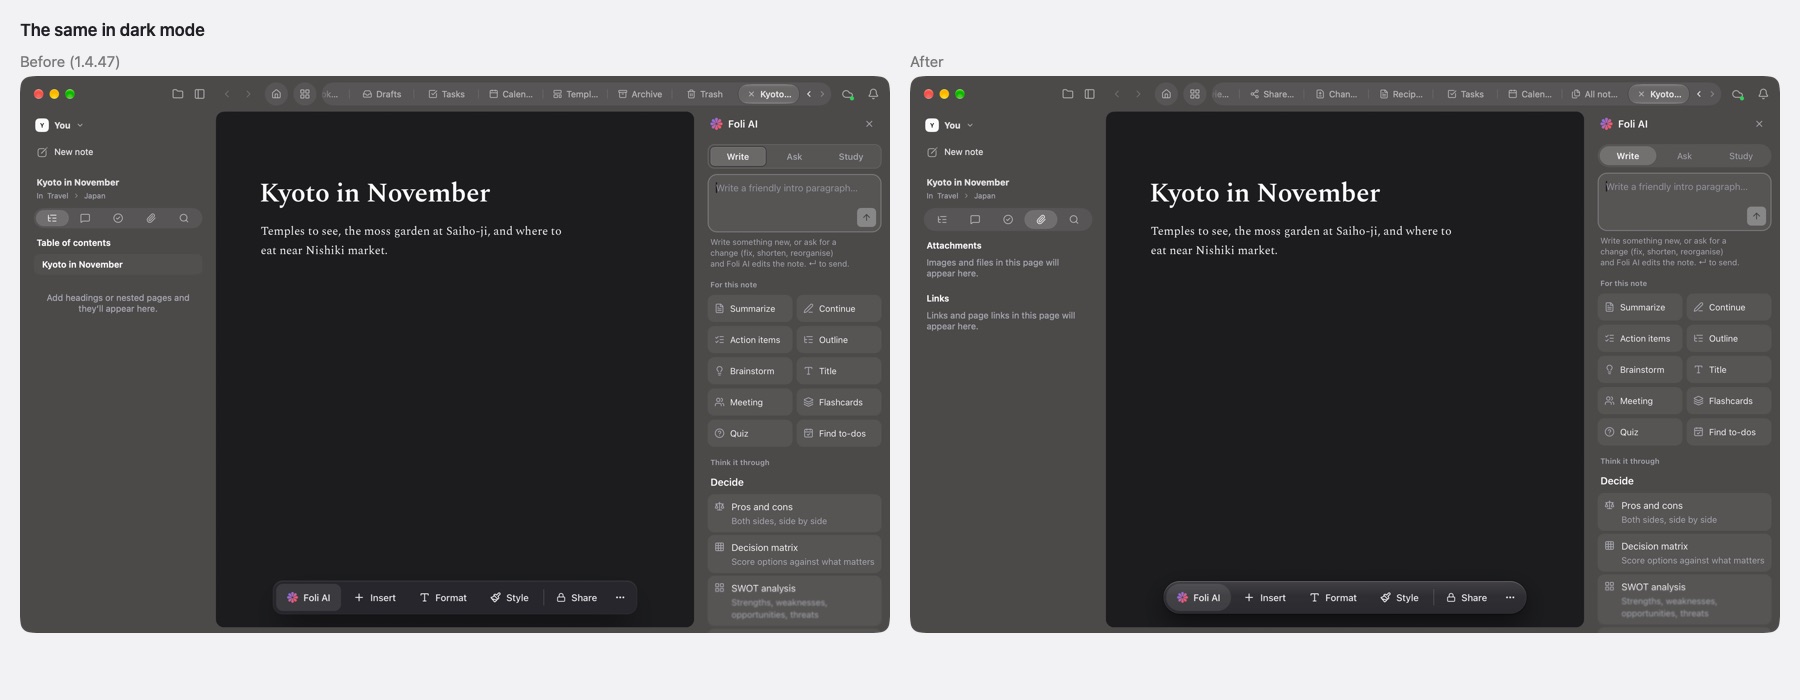 The same in dark mode
Before (1.4.47)
Drafts
Tasks
Calen...
Templ...
Archive
Trash
Kyoto...
Y You
New note
Kyoto in November
In Travel > Japan
Table of contents
Kyoto in November
Add headings or nested pages and
they'll appear here.
Kyoto in November
Temples to see, the moss garden at Saiho-ji, and where to
eat near Nishiki market.
Foli AI
Insert
Format
Style
Share
Foli AI
Write
Ask
Study
Write a friendly intro paragraph...
Write something new, or ask for a
change (fix, shorten, reorganise)
and Foli AI edits the note. ↵ to send.
For this note
Summarize
Continue
Action items
Outline
Brainstorm
Title
Meeting
Flashcards
Quiz
Find to-dos
Think it through
Decide
Pros and cons
Both sides, side by side
Decision matrix
Score options against what matters
SWOT analysis
Strengths, weaknesses,
opportunities, threats
After
Share...
Chan...
Recip...
Tasks
Calen...
All not...
Kyoto...
Y You
New note
Kyoto in November
In Travel > Japan
Attachments
Images and files in this page will
appear here.
Links
Links and page links in this page will
appear here.
Kyoto in November
Temples to see, the moss garden at Saiho-ji, and where to
eat near Nishiki market.
Foli AI
Insert
Format
Style
Share
Foli AI
Write
Ask
Study
Write a friendly intro paragraph...
Write something new, or ask for a
change (fix, shorten, reorganise)
and Foli AI edits the note. ↵ to send.
For this note
Summarize
Continue
Action items
Outline
Brainstorm
Title
Meeting
Flashcards
Quiz
Find to-dos
Think it through
Decide
Pros and cons
Both sides, side by side
Decision matrix
Score options against what matters
SWOT analysis
Strengths, weaknesses,
opportunities, threats